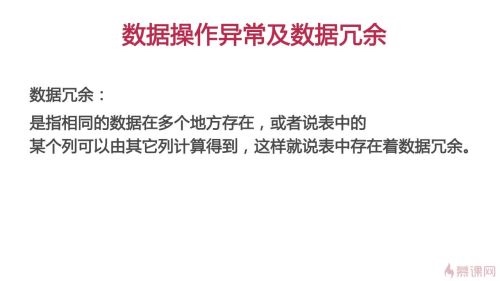 数据操作异常及数据冗余
数据冗余：
是指相同的数据在多个地方存在，或者说表中的
某个列可以由其它列计算得到，这样就说表中存在着数据冗余。
慕课网